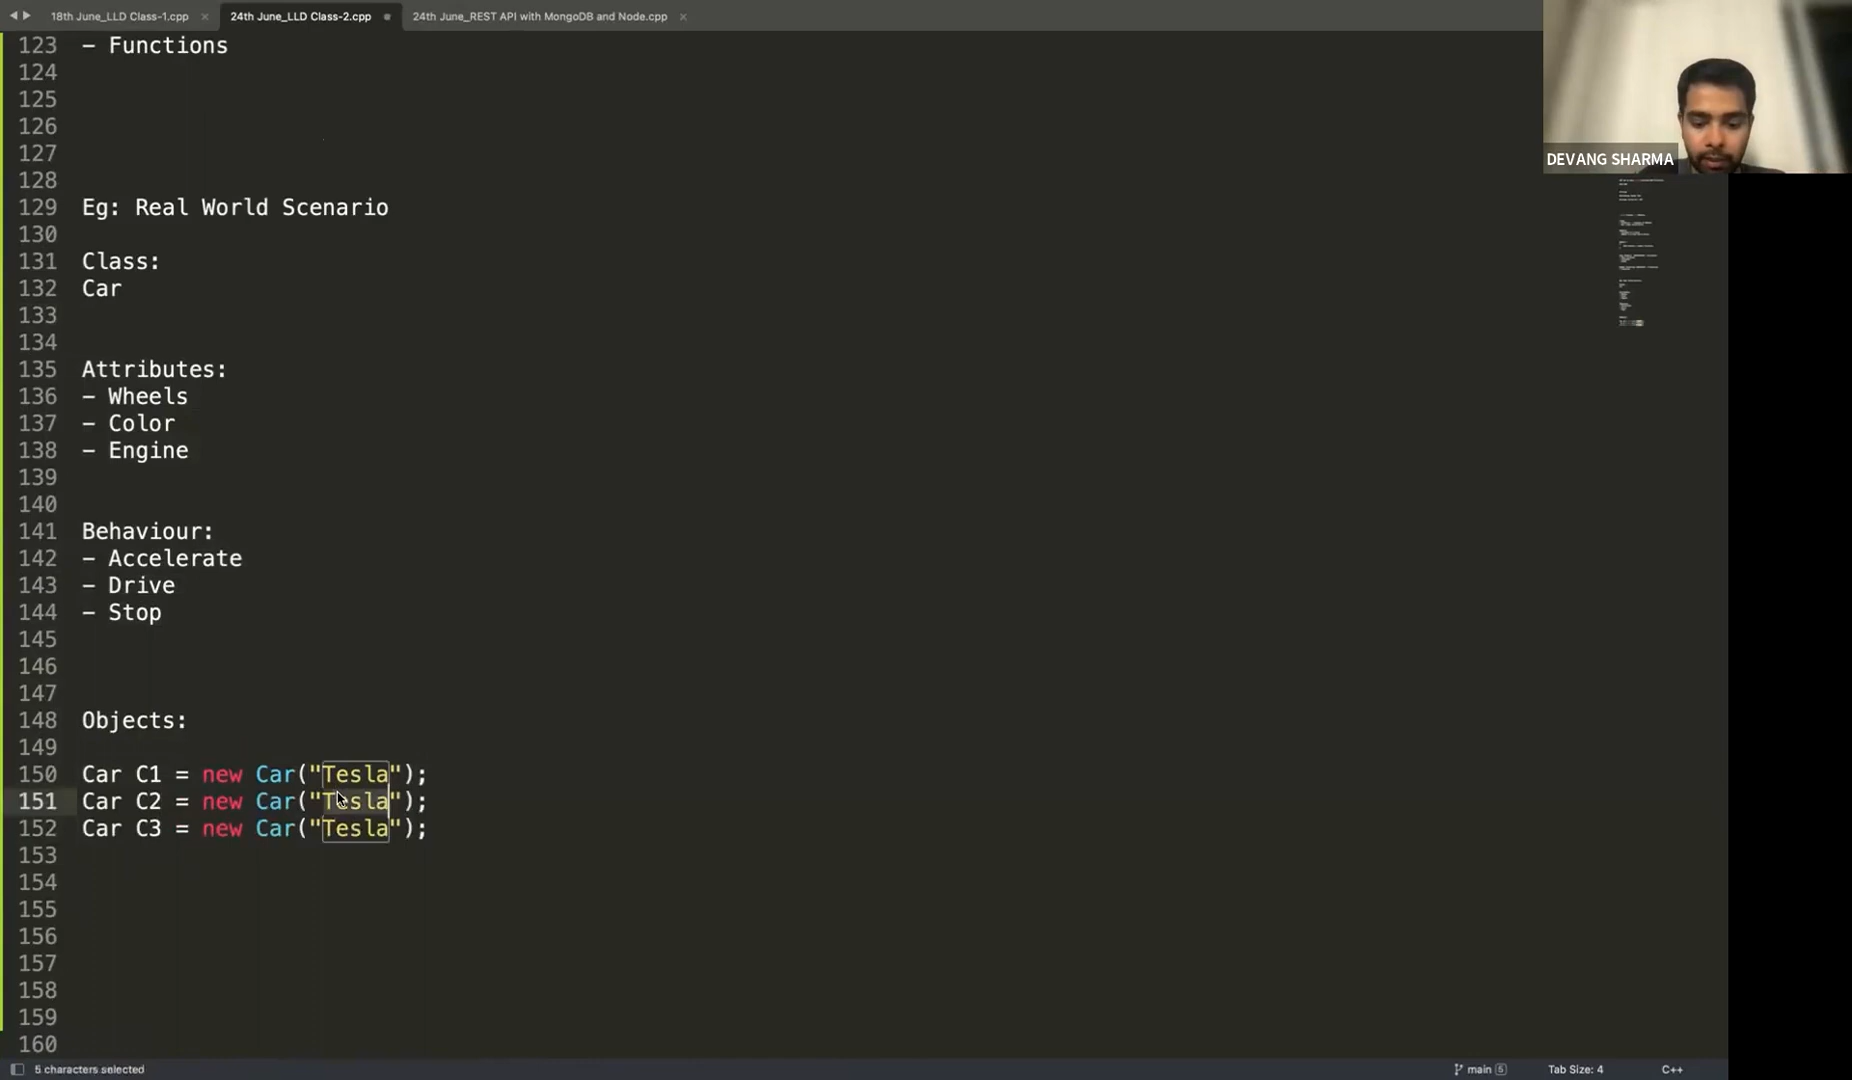 18th June_LLD Class-1.cpp
24th June_LLD Class-2.cpp
24th June_REST API with MongoDB and Node.cpp
DEVANG SHARMA
123 - Functions
124
125
126
127
128
129 Eg: Real World Scenario
130
131 Class:
132 Car
133
134
135 Attributes:
136 - Wheels
137 - Color
138 - Engine
139
140
141 Behaviour:
142 - Accelerate
143 - Drive
144 - Stop
145
146
147
148 Objects:
149
150 Car C1 = new Car("Tesla");
151 Car C2 = new Car("Tesla");
152 Car C3 = new Car("Tesla");
153
154
155
156
157
158
159
160
5 characters selected
main 5
Tab Size: 4
C++